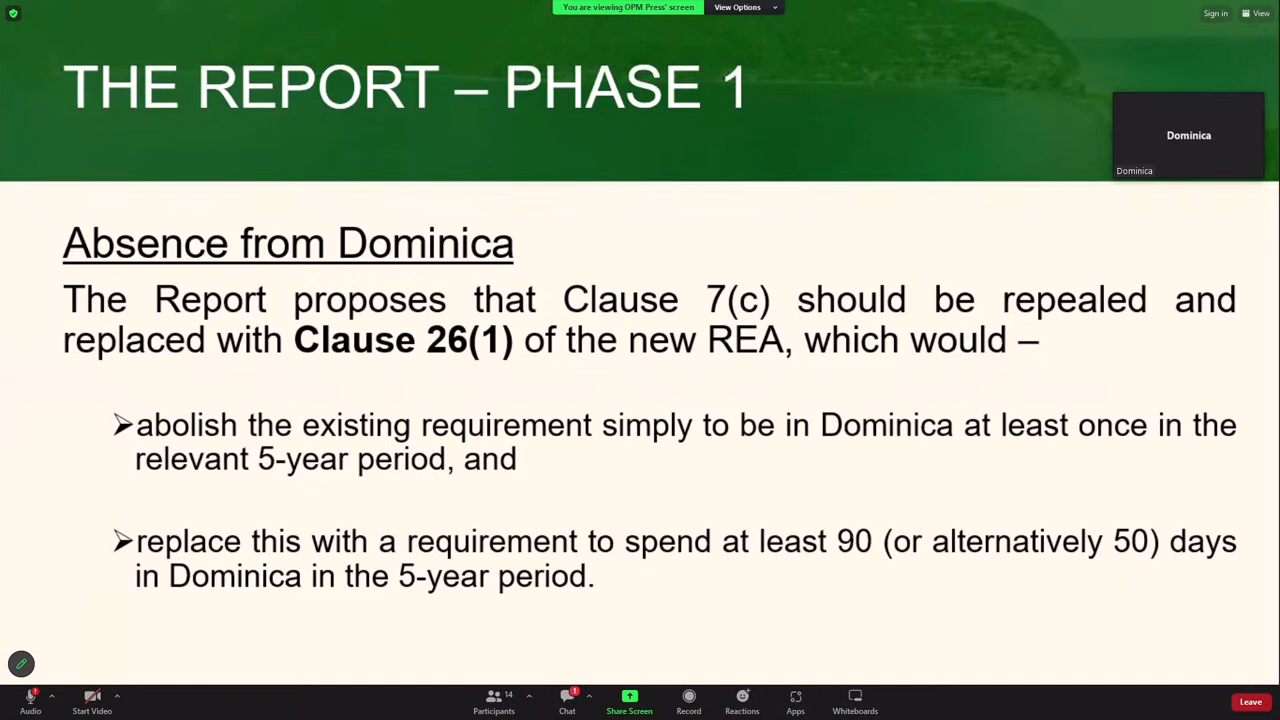 You are viewing OPM Press' screen
View Options
Sign in
View
THE REPORT – PHASE 1
Dominica
Dominica
Absence from Dominica
The Report proposes that Clause 7(c) should be repealed and
replaced with Clause 26(1) of the new REA, which would –
➢abolish the existing requirement simply to be in Dominica at least once in the
relevant 5-year period, and
➢replace this with a requirement to spend at least 90 (or alternatively 50) days
in Dominica in the 5-year period.
Audio
Start Video
14
Participants
1
Chat
Share Screen
Record
Reactions
Apps
Whiteboards
Leave